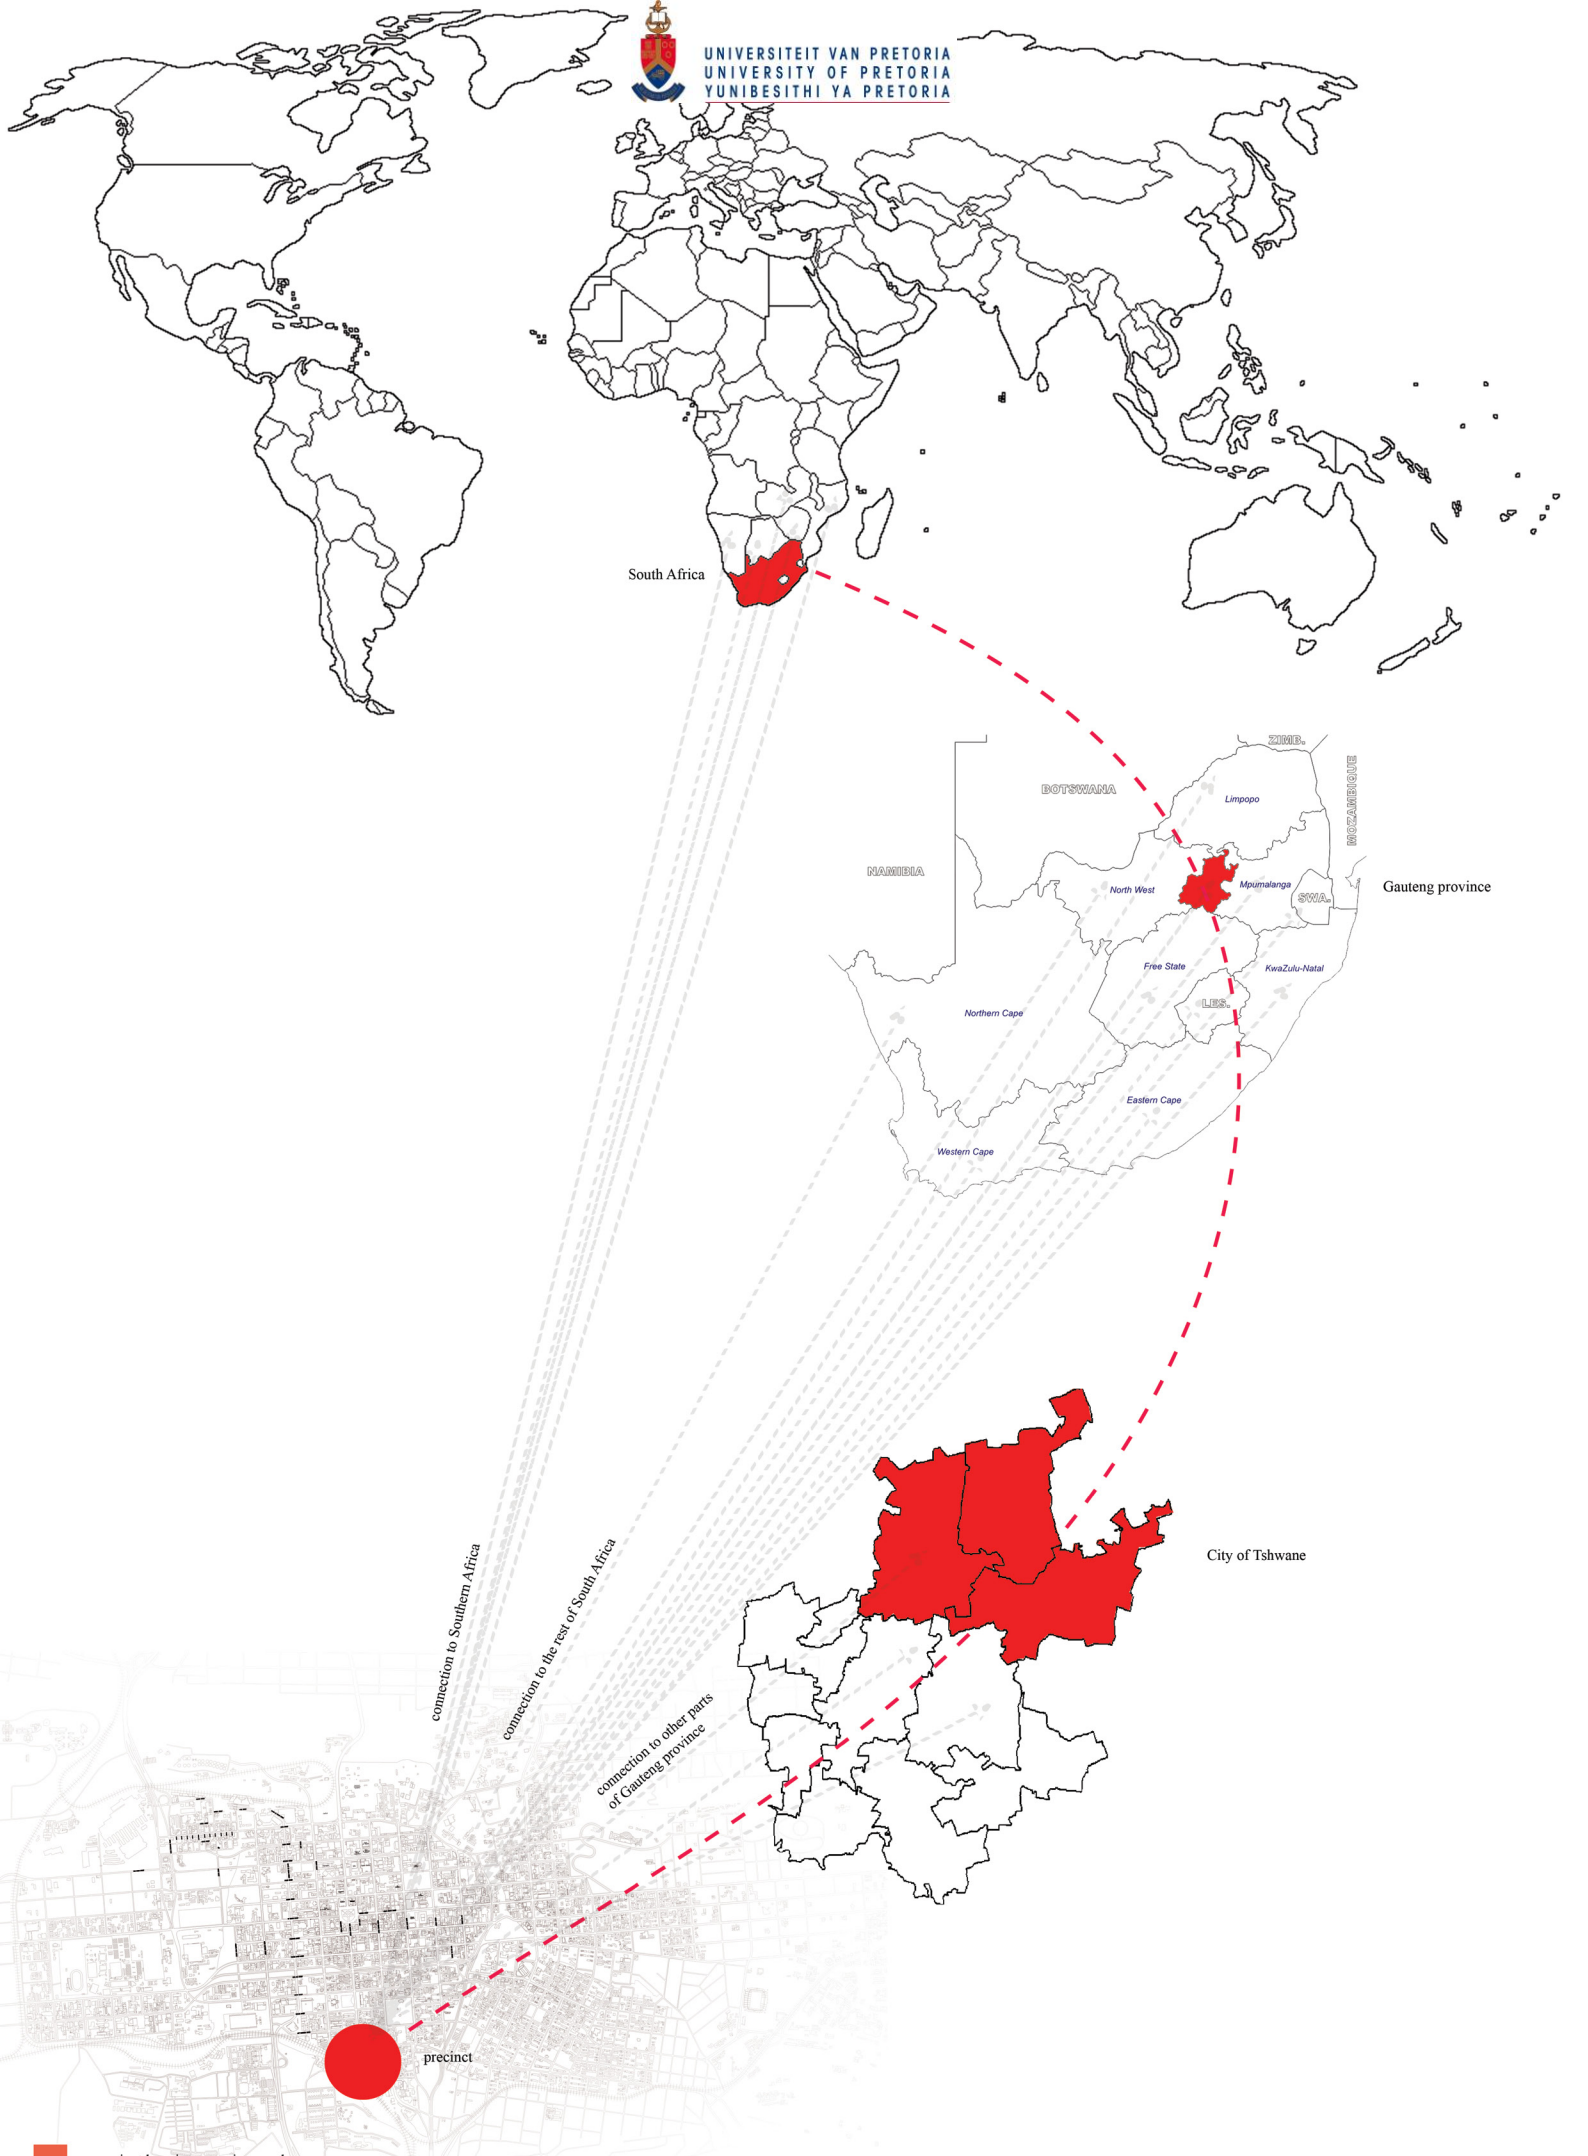 UNIVERSITEIT VAN PRETORIA
UNIVERSITY OF PRETORIA
YUNIBESITHI YA PRETORIA
South Africa
ZIMB.
MOZAMBIQUE
BOTSWANA
Limpopo
NAMIBIA
North West
Mpumalanga
SWA.
Gauteng province
Free State
KwaZulu-Natal
LES.
Northern Cape
Eastern Cape
Western Cape
City of Tshwane
connection to Southern Africa
connection to the rest of South Africa
connection to other parts
of Gauteng province
precinct